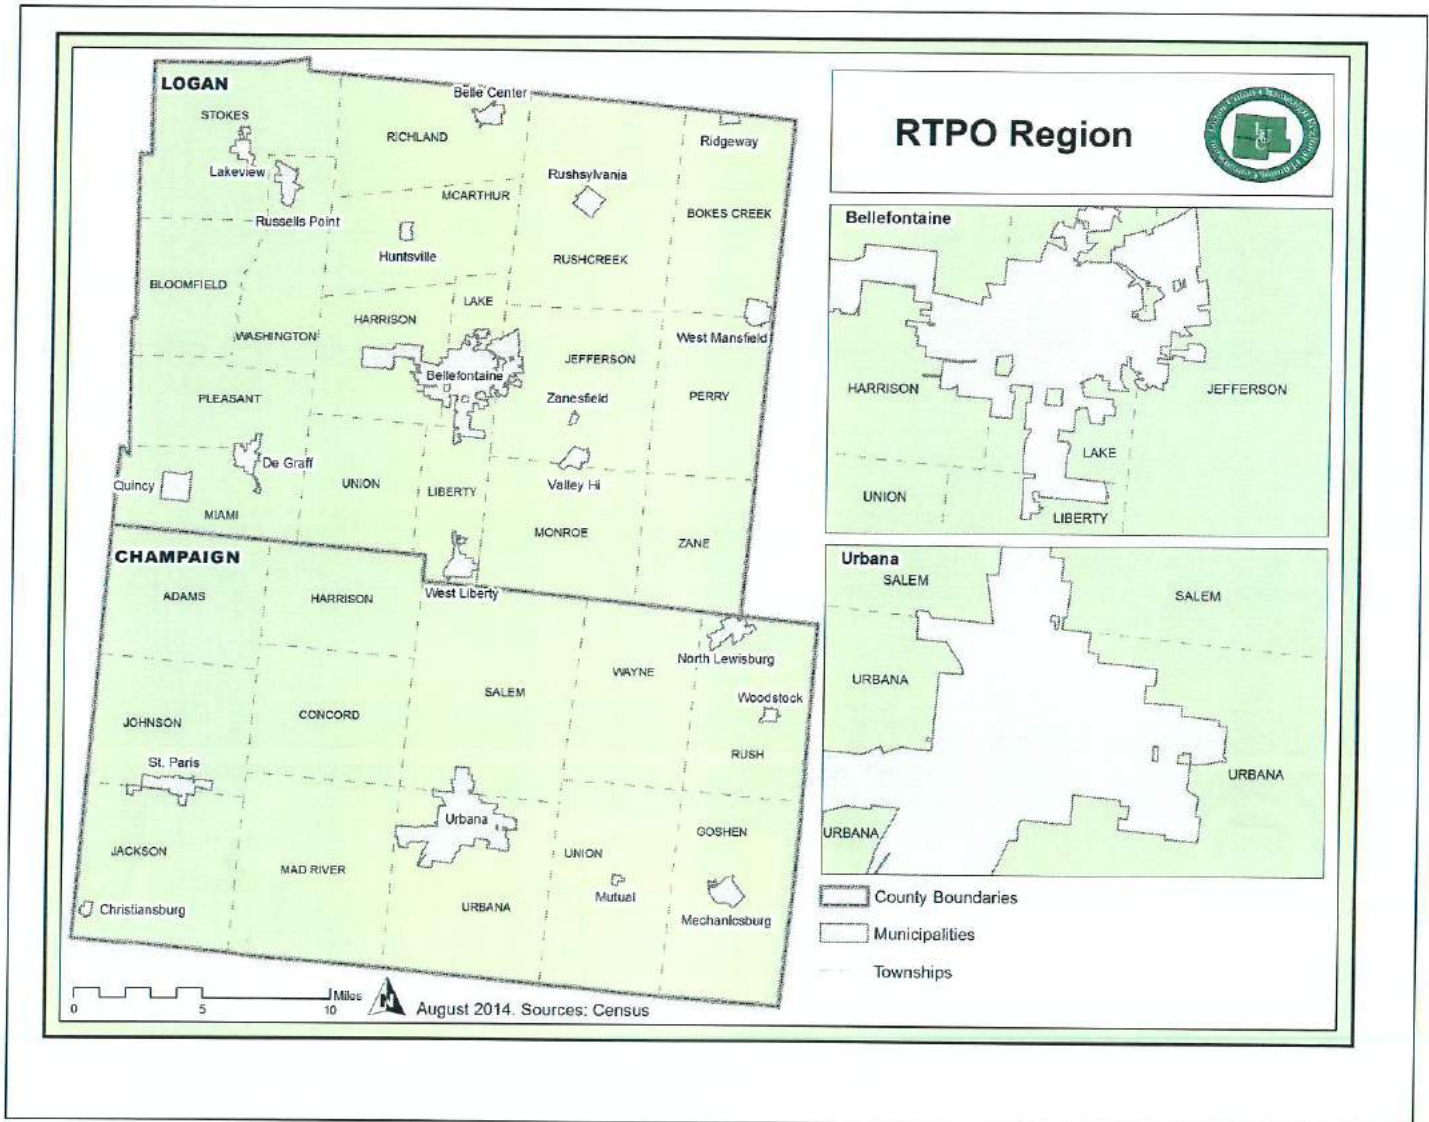 LOGAN
STOKES
Lakeview
Russells Point
RICHLAND
Belle Center
MCARTHUR
Huntsville
Rushsylvania
RUSHCREEK
Ridgeway
BOKES CREEK
BLOOMFIELD
WASHINGTON
HARRISON
LAKE
Bellefontaine
JEFFERSON
Zanesfield
West Mansfield
PERRY
PLEASANT
De Graff
Quincy
MIAMI
UNION
LIBERTY
Valley Hi
MONROE
ZANE
West Liberty
CHAMPAIGN
ADAMS
HARRISON
SALEM
WAYNE
North Lewisburg
Woodstock
RUSH
JOHNSON
CONCORD
St. Paris
JACKSON
Christiansburg
MAD RIVER
Urbana
URBANA
UNION
Mutual
GOSHEN
Mechanicsburg
0 5 10 Miles
N
August 2014. Sources: Census
RTPO Region
Bellefontaine
HARRISON
JEFFERSON
LAKE
UNION
LIBERTY
Urbana
SALEM
SALEM
URBANA
URBANA
URBANA
County Boundaries
Municipalities
Townships